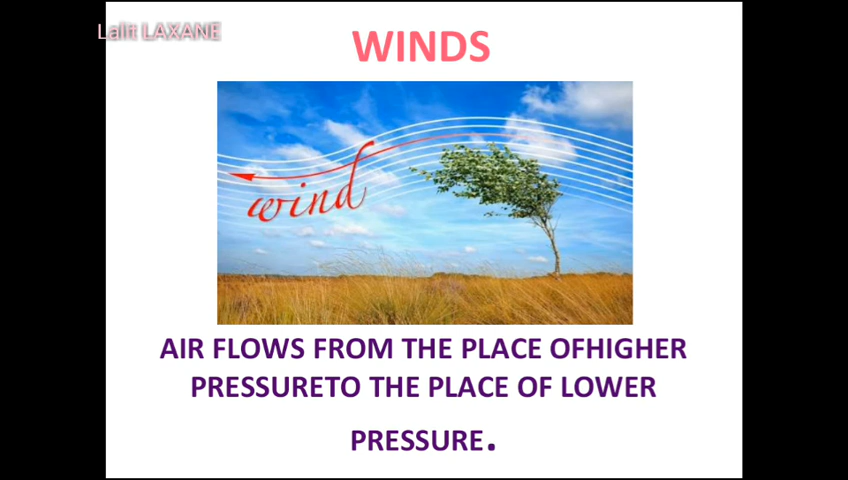 Lalit LAXANE
WINDS
wind
AIR FLOWS FROM THE PLACE OFHIGHER
PRESSURETO THE PLACE OF LOWER
PRESSURE.